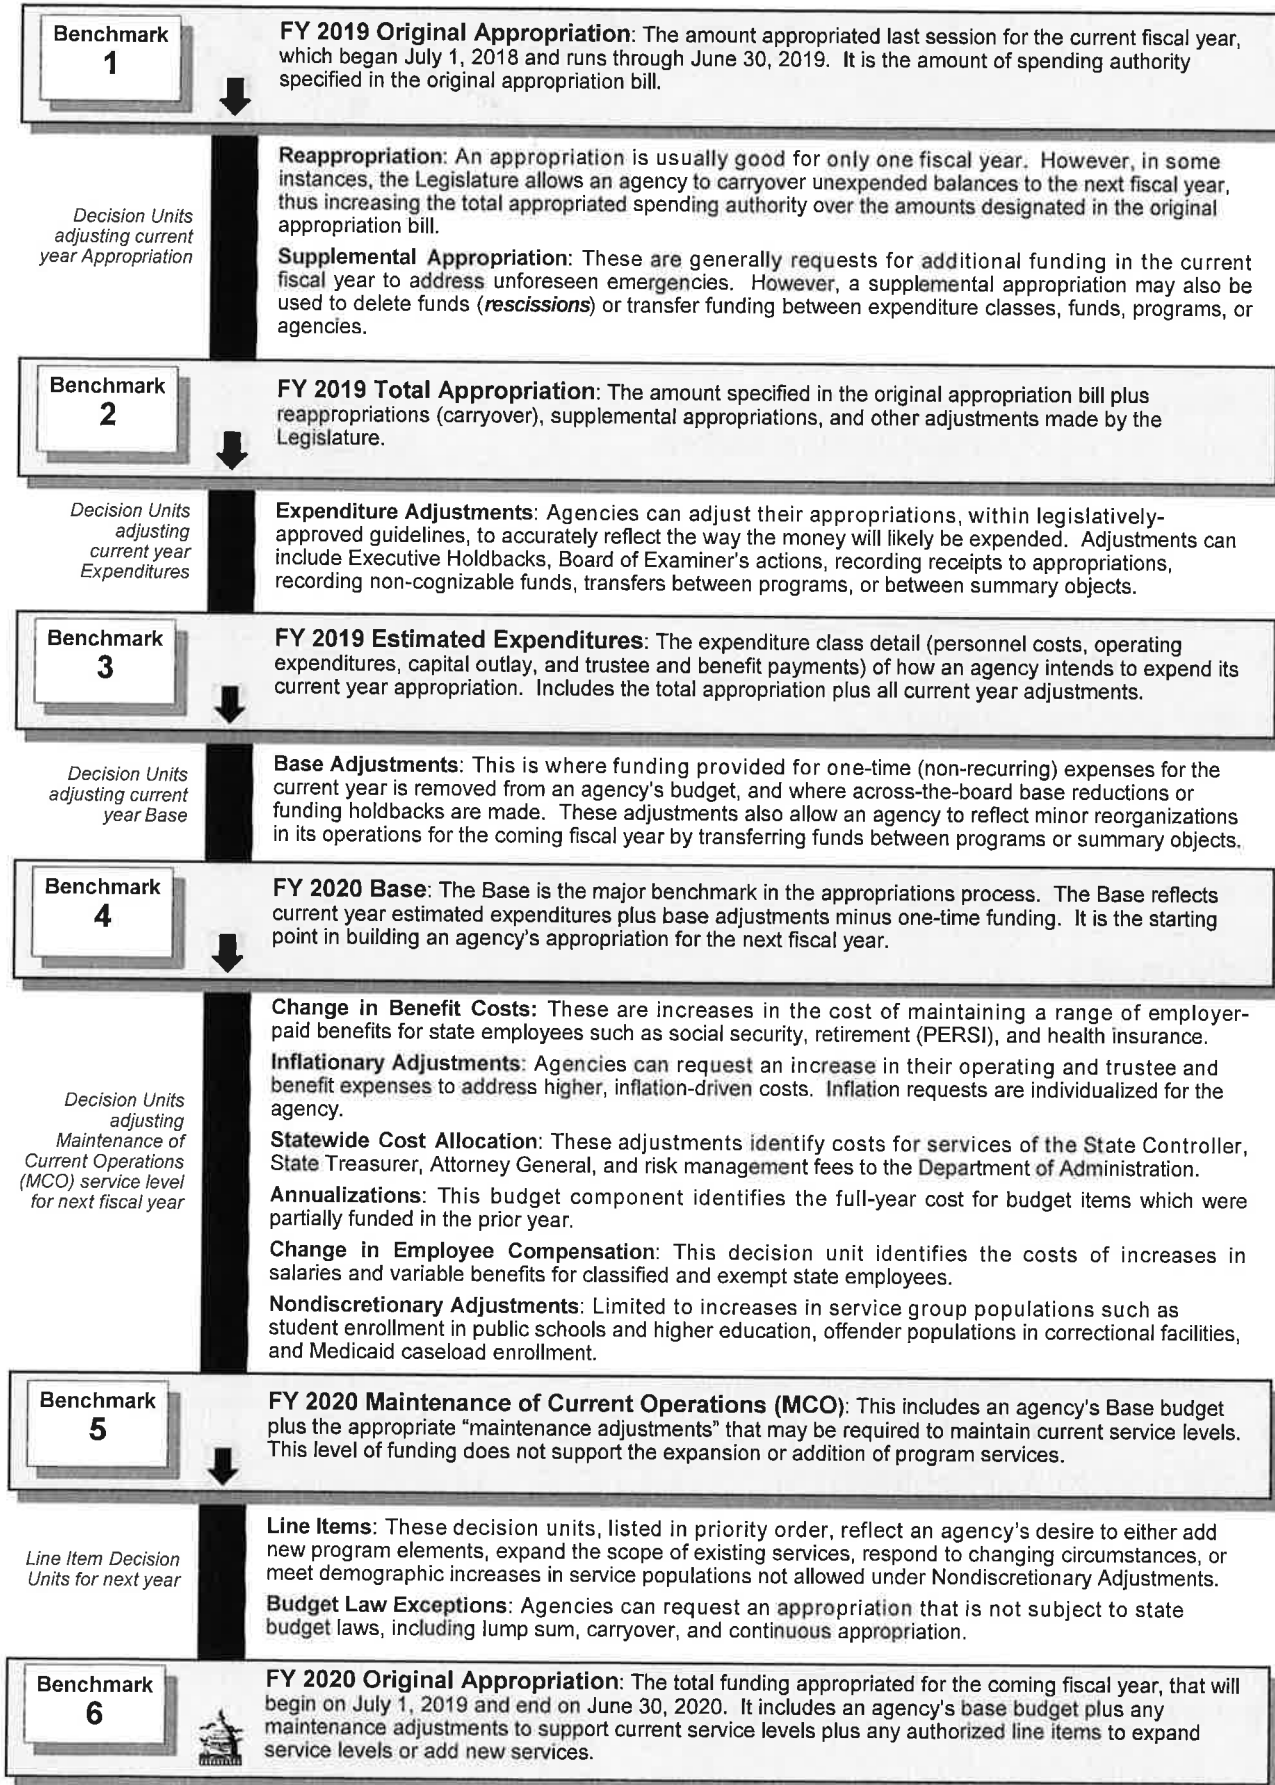 Benchmark
1
FY 2019 Original Appropriation: The amount appropriated last session for the current fiscal year,
which began July 1, 2018 and runs through June 30, 2019. It is the amount of spending authority
specified in the original appropriation bill.
Decision Units
adjusting current
year Appropriation
Reappropriation: An appropriation is usually good for only one fiscal year. However, in some
instances, the Legislature allows an agency to carryover unexpended balances to the next fiscal year,
thus increasing the total appropriated spending authority over the amounts designated in the original
appropriation bill.
Supplemental Appropriation: These are generally requests for additional funding in the current
fiscal year to address unforeseen emergencies. However, a supplemental appropriation may also be
used to delete funds (rescissions) or transfer funding between expenditure classes, funds, programs, or
agencies.
Benchmark
2
FY 2019 Total Appropriation: The amount specified in the original appropriation bill plus
reappropriations (carryover), supplemental appropriations, and other adjustments made by the
Legislature.
Decision Units
adjusting
current year
Expenditures
Expenditure Adjustments: Agencies can adjust their appropriations, within legislatively-
approved guidelines, to accurately reflect the way the money will likely be expended. Adjustments can
include Executive Holdbacks, Board of Examiner's actions, recording receipts to appropriations,
recording non-cognizable funds, transfers between programs, or between summary objects.
Benchmark
3
FY 2019 Estimated Expenditures: The expenditure class detail (personnel costs, operating
expenditures, capital outlay, and trustee and benefit payments) of how an agency intends to expend its
current year appropriation. Includes the total appropriation plus all current year adjustments.
Decision Units
adjusting current
year Base
Base Adjustments: This is where funding provided for one-time (non-recurring) expenses for the
current year is removed from an agency's budget, and where across-the-board base reductions or
funding holdbacks are made. These adjustments also allow an agency to reflect minor reorganizations
in its operations for the coming fiscal year by transferring funds between programs or summary objects.
Benchmark
4
FY 2020 Base: The Base is the major benchmark in the appropriations process. The Base reflects
current year estimated expenditures plus base adjustments minus one-time funding. It is the starting
point in building an agency's appropriation for the next fiscal year.
Decision Units
adjusting
Maintenance of
Current Operations
(MCO) service level
for next fiscal year
Change in Benefit Costs: These are increases in the cost of maintaining a range of employer-
paid benefits for state employees such as social security, retirement (PERSI), and health insurance.
Inflationary Adjustments: Agencies can request an increase in their operating and trustee and
benefit expenses to address higher, inflation-driven costs. Inflation requests are individualized for the
agency.
Statewide Cost Allocation: These adjustments identify costs for services of the State Controller,
State Treasurer, Attorney General, and risk management fees to the Department of Administration.
Annualizations: This budget component identifies the full-year cost for budget items which were
partially funded in the prior year.
Change in Employee Compensation: This decision unit identifies the costs of increases in
salaries and variable benefits for classified and exempt state employees.
Nondiscretionary Adjustments: Limited to increases in service group populations such as
student enrollment in public schools and higher education, offender populations in correctional facilities,
and Medicaid caseload enrollment.
Benchmark
5
FY 2020 Maintenance of Current Operations (MCO): This includes an agency's Base budget
plus the appropriate "maintenance adjustments" that may be required to maintain current service levels.
This level of funding does not support the expansion or addition of program services.
Line Item Decision
Units for next year
Line Items: These decision units, listed in priority order, reflect an agency's desire to either add
new program elements, expand the scope of existing services, respond to changing circumstances, or
meet demographic increases in service populations not allowed under Nondiscretionary Adjustments.
Budget Law Exceptions: Agencies can request an appropriation that is not subject to state
budget laws, including lump sum, carryover, and continuous appropriation.
Benchmark
6
FY 2020 Original Appropriation: The total funding appropriated for the coming fiscal year, that will
begin on July 1, 2019 and end on June 30, 2020. It includes an agency's base budget plus any
maintenance adjustments to support current service levels plus any authorized line items to expand
service levels or add new services.